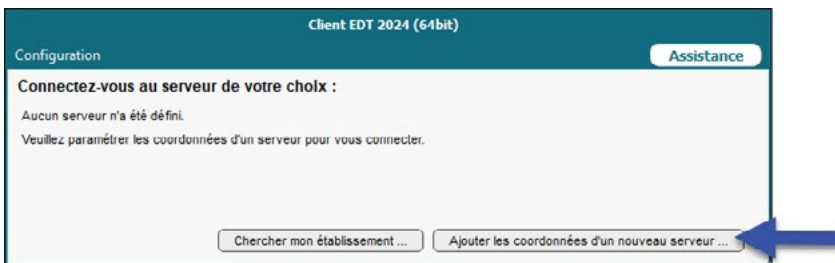 Client EDT 2024 (64bit)
Configuration
Assistance
Connectez-vous au serveur de votre choix :
Aucun serveur n'a été défini.
Veuillez paramétrer les coordonnées d'un serveur pour vous connecter.
Chercher mon établissement ...
Ajouter les coordonnées d'un nouveau serveur ...